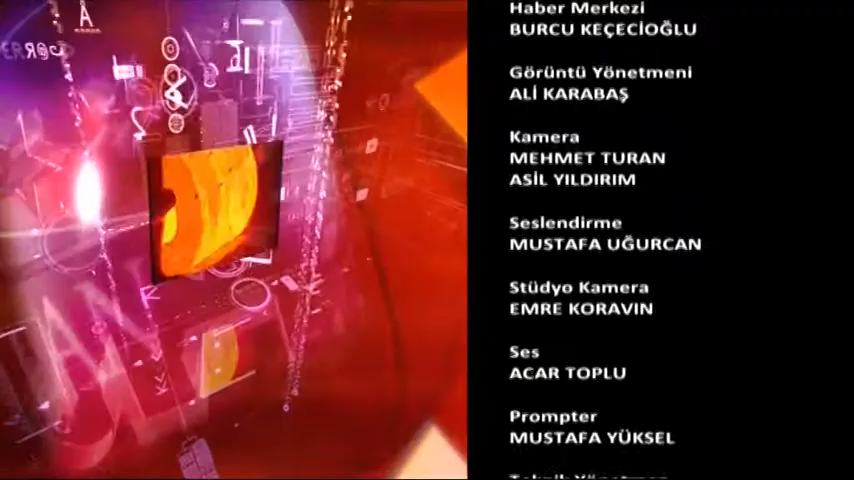 Haber Merkezi
BURCU KEÇECİOĞLU
Görüntü Yönetmeni
ALİ KARABAŞ
Kamera
MEHMET TURAN
ASİL YILDIRIM
Seslendirme
MUSTAFA UĞURCAN
Stüdyo Kamera
EMRE KORAVIN
Ses
ACAR TOPLU
Prompter
MUSTAFA YÜKSEL